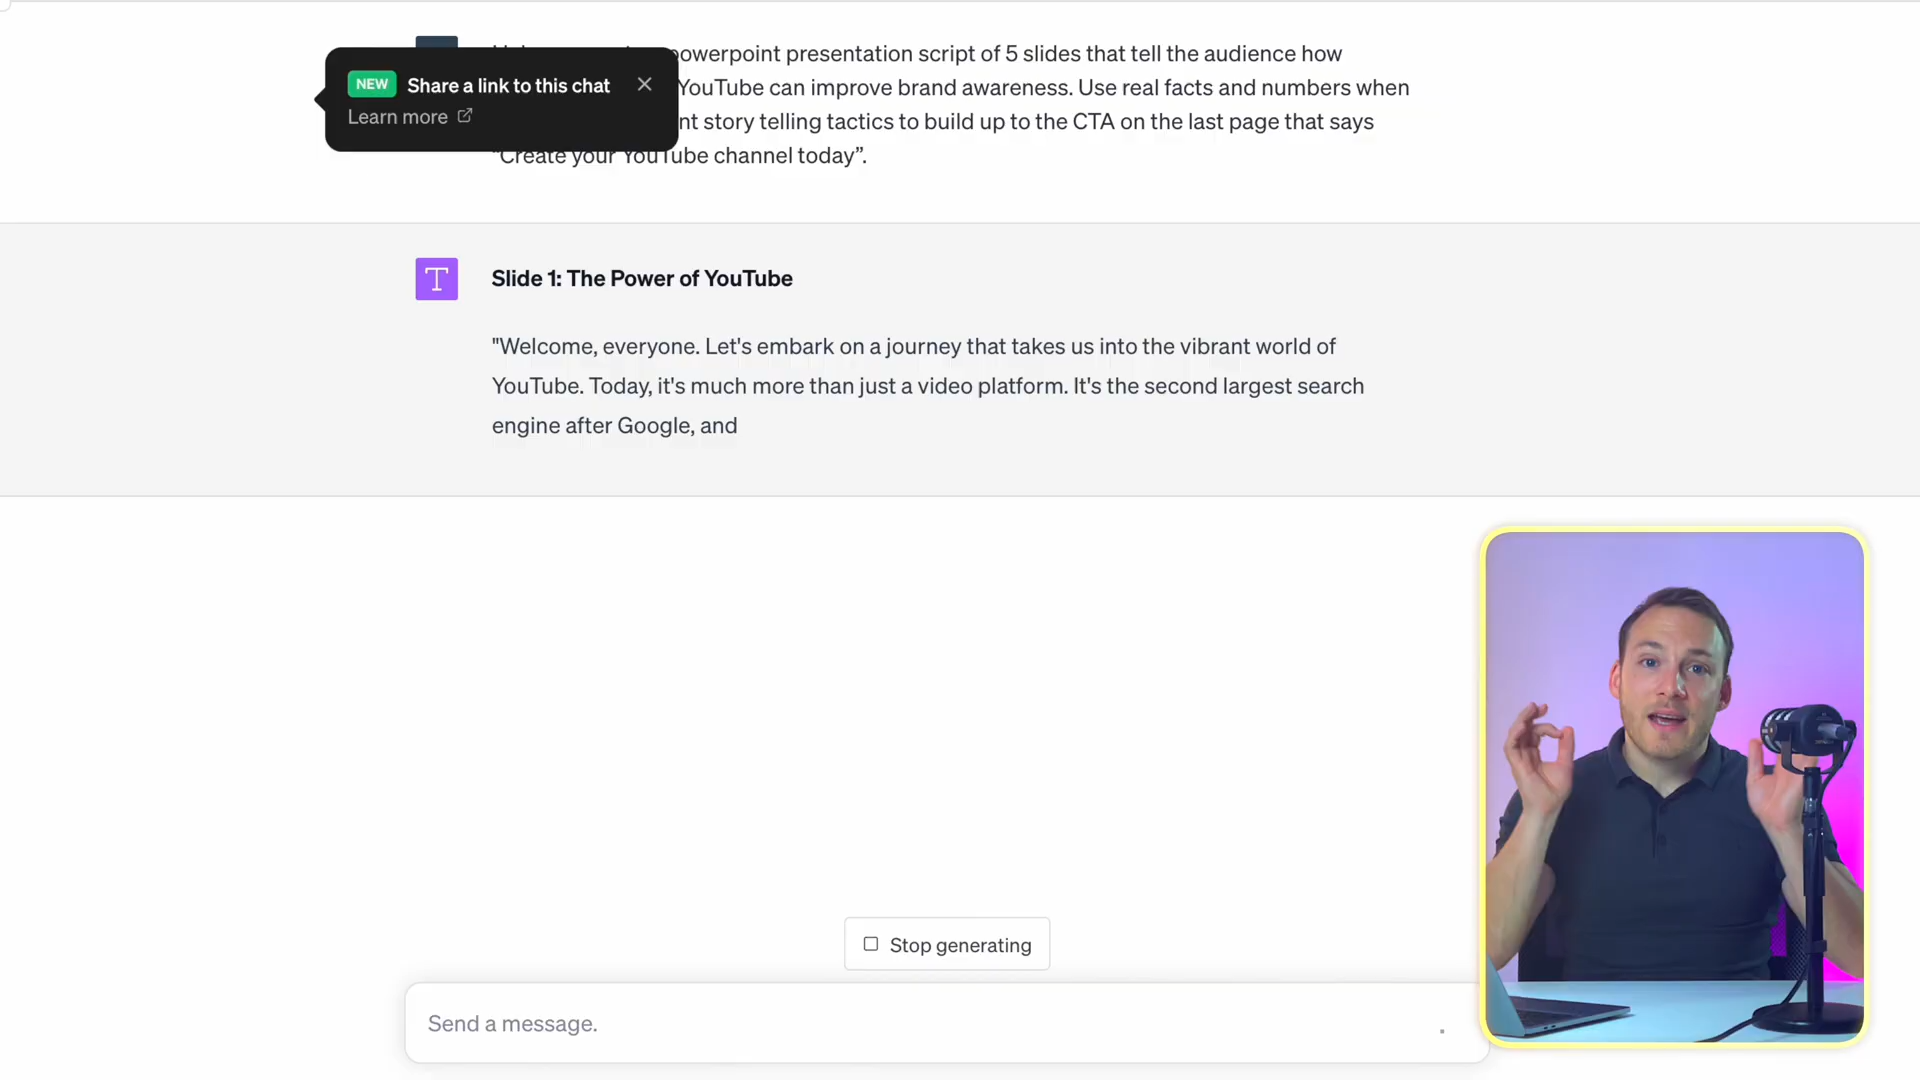 powerpoint presentation script of 5 slides that tell the audience how
YouTube can improve brand awareness. Use real facts and numbers when
story telling tactics to build up to the CTA on the last page that says
"Create your YouTube channel today”.
NEW Share a link to this chat
Learn more
T
Slide 1: The Power of YouTube
"Welcome, everyone. Let's embark on a journey that takes us into the vibrant world of
YouTube. Today, it's much more than just a video platform. It's the second largest search
engine after Google, and
Stop generating
Send a message.